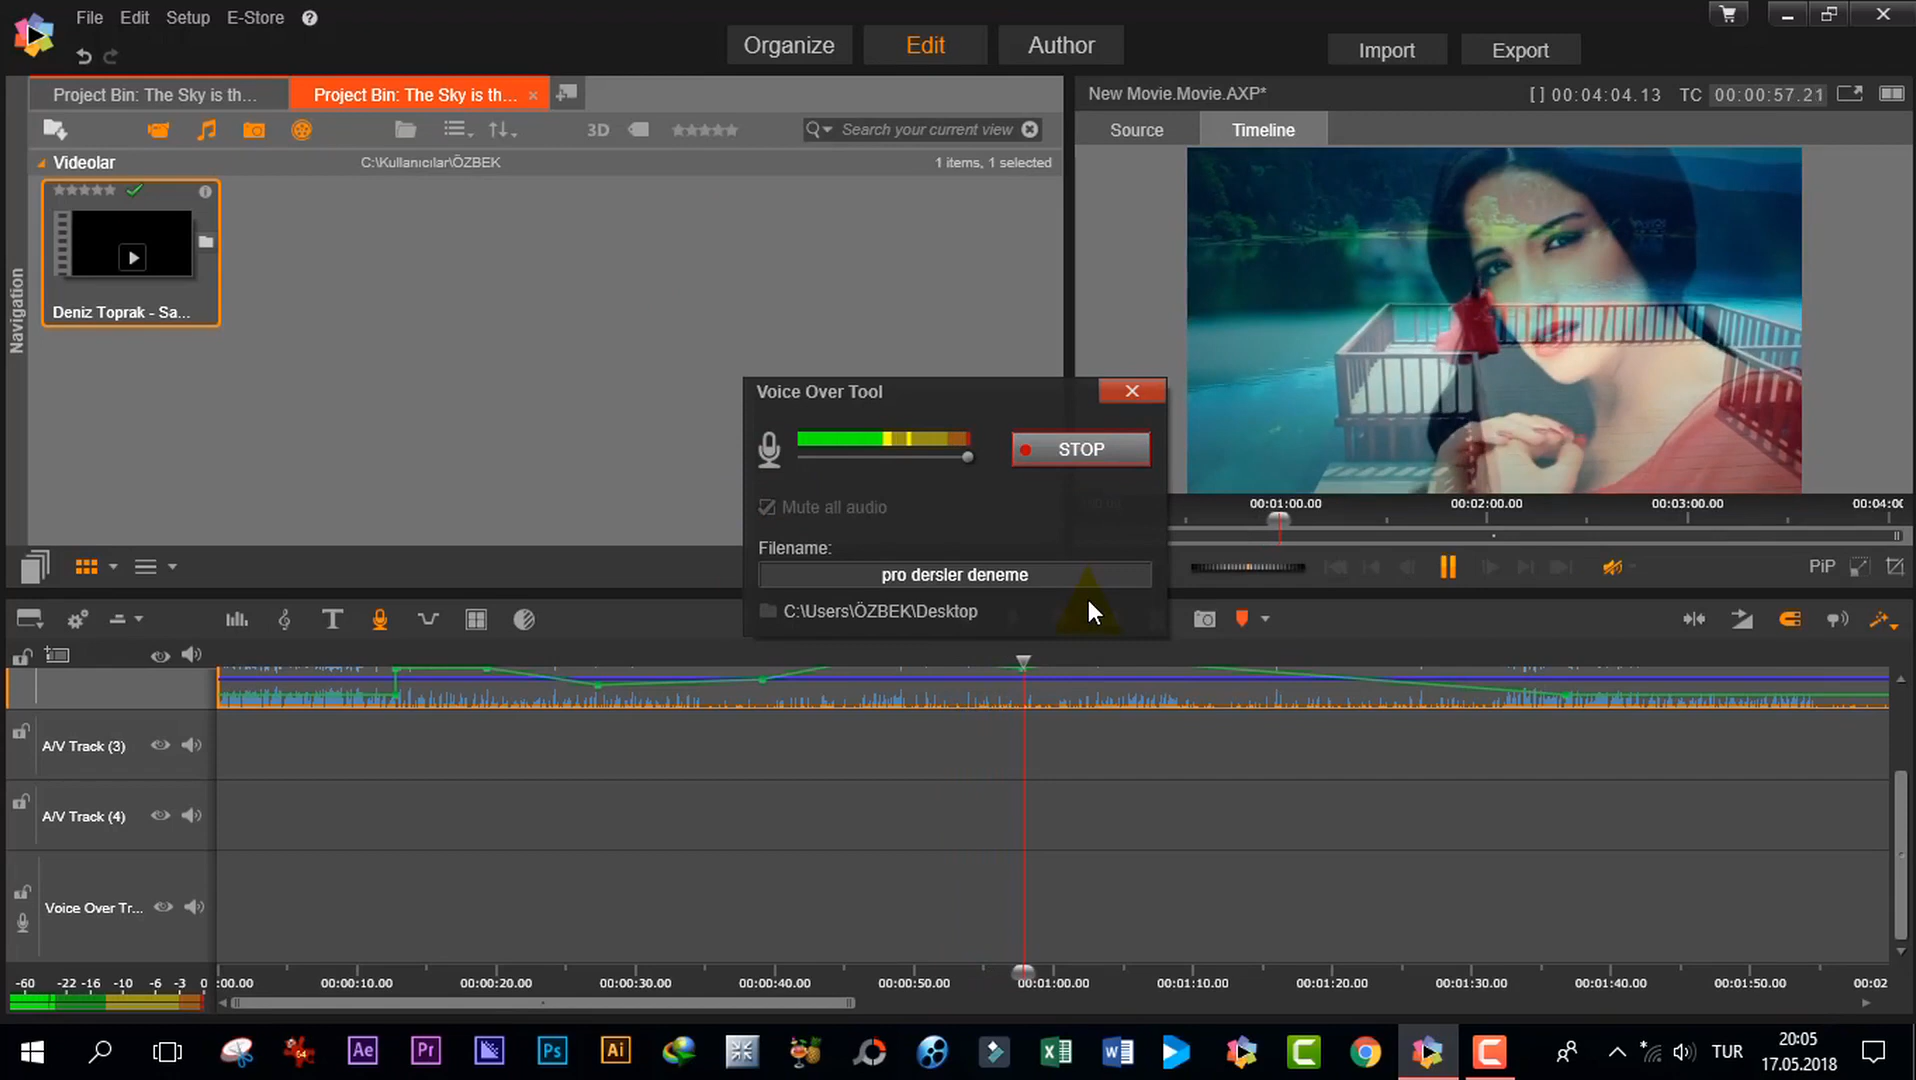 File Edit Setup E-Store ?
Organize Edit Author
Import Export
Project Bin: The Sky is th...
Project Bin: The Sky is th... ×
3D
Search your current view
Videolar
C:\Kullanıcılar\ÖZBEK
1 items, 1 selected
Deniz Toprak - Sa...
Navigation
New Movie.Movie.AXP*
[ ] 00:04:04.13 TC 00:00:57.21
Source Timeline
00:01:00.00 00:02:00.00 00:03:00.00 00:04:00
PiP
Voice Over Tool
STOP
Mute all audio
Filename:
pro dersler deneme
C:\Users\ÖZBEK\Desktop
A/V Track (3)
A/V Track (4)
Voice Over Tr...
-60 -22 -16 -10 -6 -3 0
:00.00 00:00:10.00 00:00:20.00 00:00:30.00 00:00:40.00 00:00:50.00 00:01:00.00 00:01:10.00 00:01:20.00 00:01:30.00 00:01:40.00 00:01:50.00 00:02
Ae Pr Ps Ai
TUR
20:05
17.05.2018